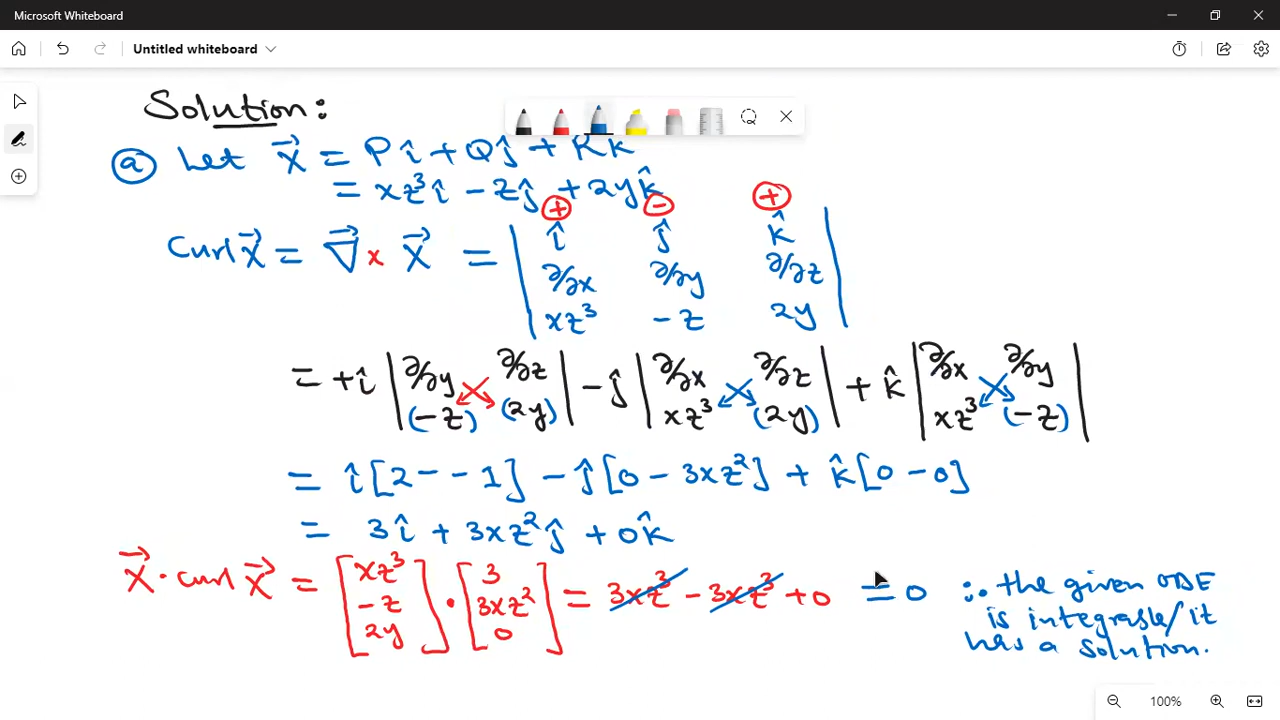 Microsoft Whiteboard
Untitled whiteboard
Solution:
(a) Let X⃗ = Pî + Qĵ + Rk̂
= xz³î - zĵ + 2yk̂
(+) (-) (+)
Curl X⃗ = ∇⃗ x X⃗ = | î ĵ k̂ |
| ∂/∂x ∂/∂y ∂/∂z |
| xz³ -z 2y |
= +î | ∂/∂y ∂/∂z | - ĵ | ∂/∂x ∂/∂z | + k̂ | ∂/∂x ∂/∂y |
| (-z) (2y) | | xz³ (2y) | | xz³ (-z) |
= î[2 - - 1] - ĵ[0 - 3xz²] + k̂[0 - 0]
= 3î + 3xz²ĵ + 0k̂
X⃗ · curl X⃗ = [xz³ -z 2y] · [3 3xz² 0] = 3xz³ - 3xz³ + 0 = 0
∴ the given ODE
is integrable/it
has a solution.
100%